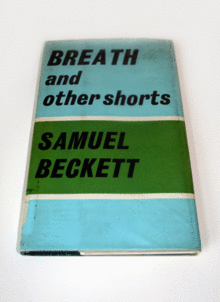 BREATH
and
other shorts
SAMUEL
BECKETT